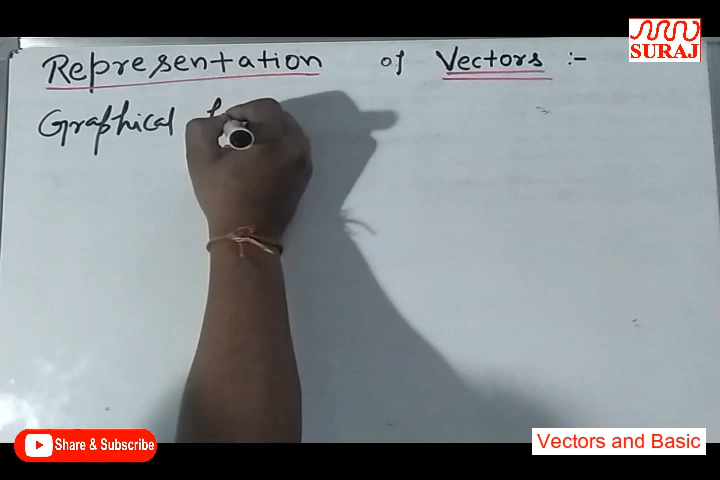 SURAJ
Representation of Vectors :-
Graphical
Share & Subscribe
Vectors and Basic